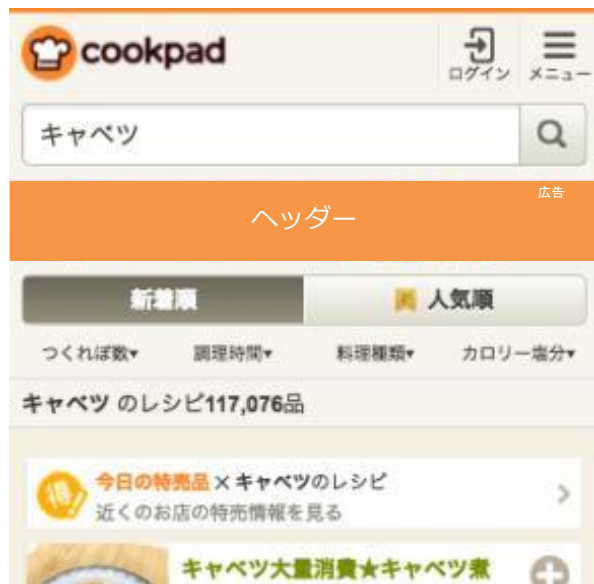 cookpad
ログイン
メニュー
キャベツ
広告
ヘッダー
新着順
人気順
つくれぽ数▾ 調理時間▾ 料理種類▾ カロリー塩分▾
キャベツ のレシピ117,076品
今日の特売品×キャベツのレシピ
近くのお店の特売情報を見る
キャベツ大量消費★キャベツ煮